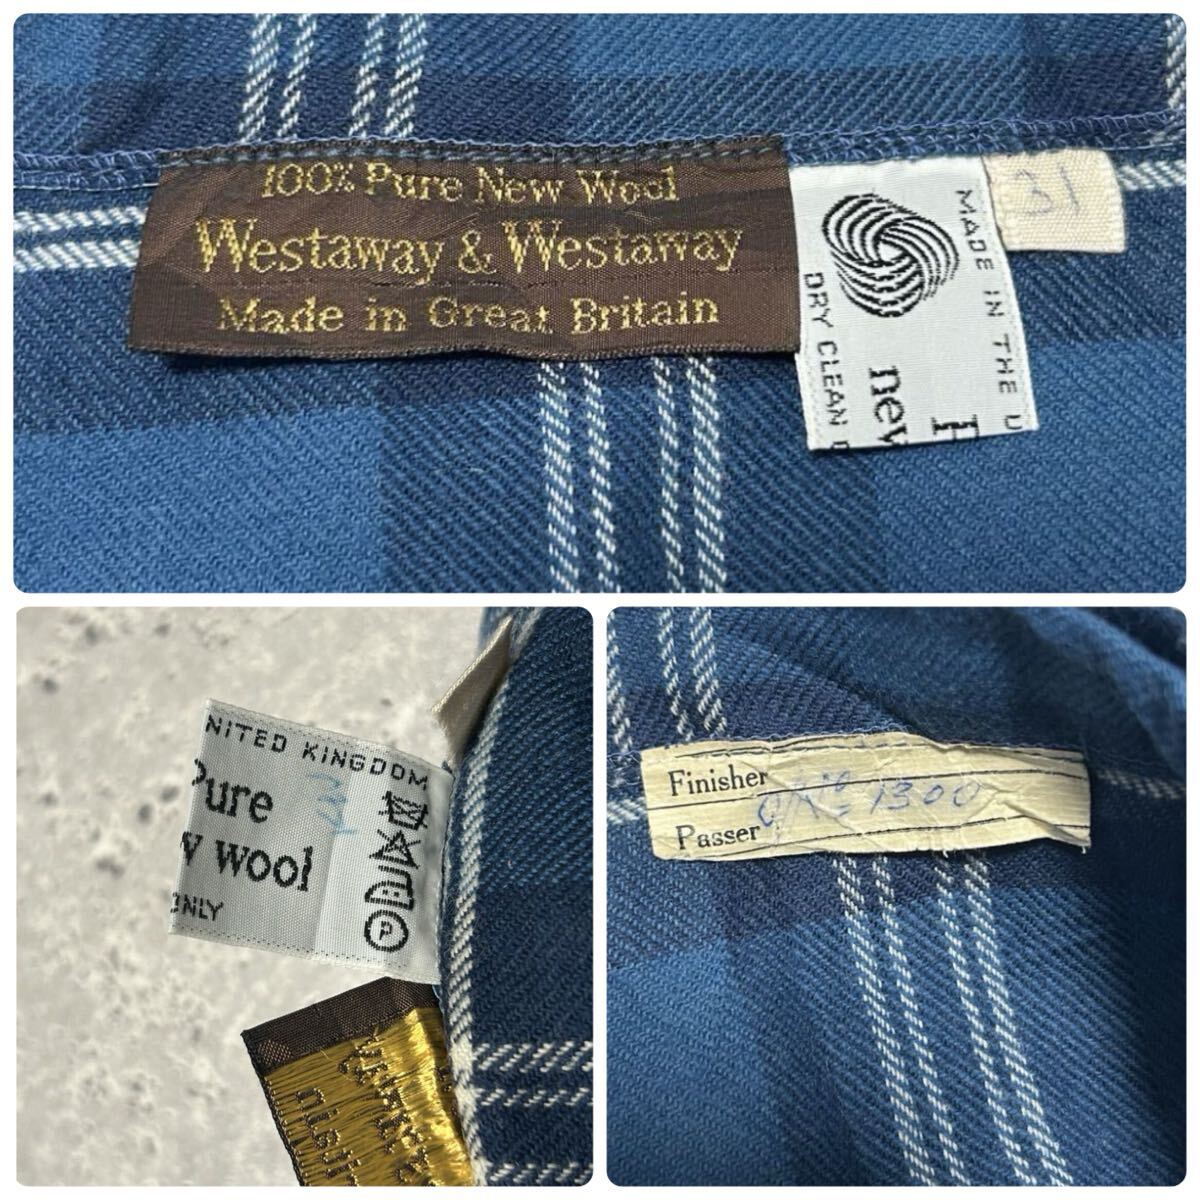 100% Pure New Wool
Westaway & Westaway
Made in Great Britain
MADE IN THE U
new
DRY CLEAN
31
NITED KINGDOM
Pure
w wool
ONLY
P
Finisher
Passer
1300